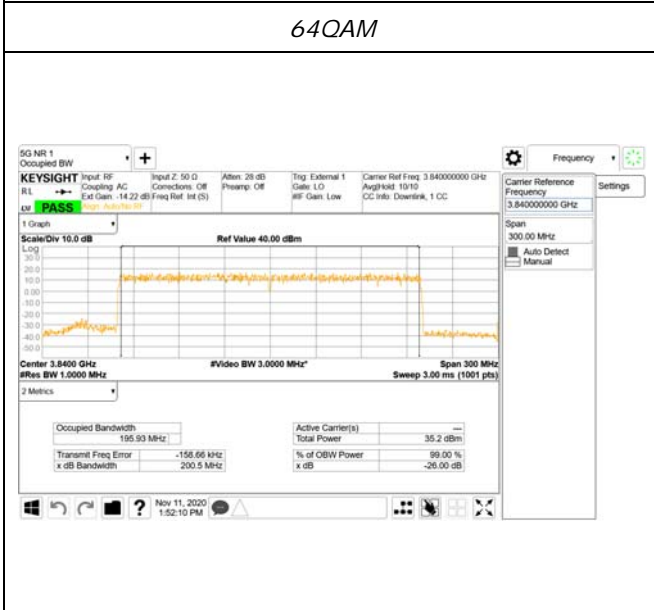 64QAM
5G NR 1
Occupied BW
+
Frequency
KEYSIGHT Input: RF Input Z: 50 Ω Atten: 28 dB Trig: External 1 Carrier Ref Freq: 3.840000000 GHz
RL Coupling: AC Corrections: Off Preamp: Off Gate: LO Avg|Hold: 10/10
Ext Gain: -14.22 dB Freq Ref: Int (S) #IF Gain: Low CC Info: Downlink, 1 CC
PASS Align: Auto/No RF
Carrier Reference Frequency
3.840000000 GHz
Settings
Span
300.00 MHz
Auto Detect
Manual
1 Graph
Scale/Div 10.0 dB Ref Value 40.00 dBm
Log
30.0
20.0
10.0
0.00
-10.0
-20.0
-30.0
-40.0
-50.0
Center 3.8400 GHz #Video BW 3.0000 MHz* Span 300 MHz
#Res BW 1.0000 MHz Sweep 3.00 ms (1001 pts)
2 Metrics
Occupied Bandwidth
195.93 MHz
Transmit Freq Error -158.66 kHz
x dB Bandwidth 200.5 MHz
Active Carrier(s) ---
Total Power 35.2 dBm
% of OBW Power 99.00 %
x dB -26.00 dB
? Nov 11, 2020
1:52:10 PM